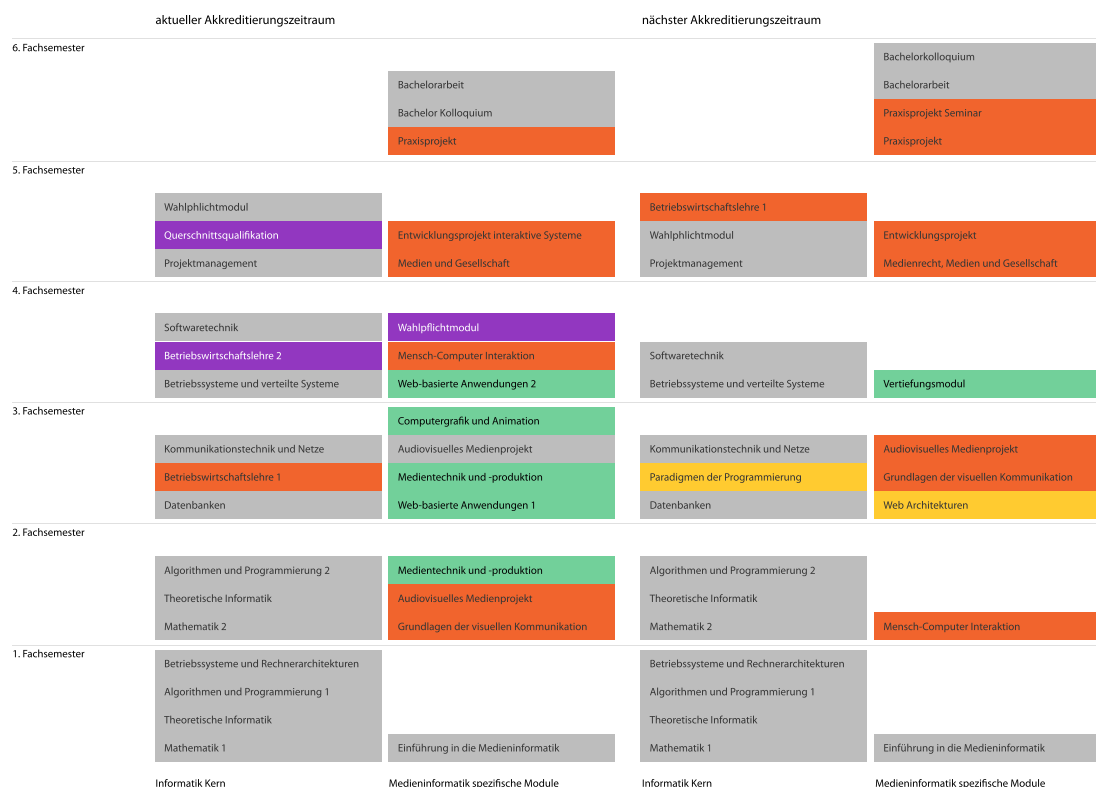 aktueller Akkreditierungszeitraum
nächster Akkreditierungszeitraum
6. Fachsemester
Bachelorarbeit
Bachelor Kolloquium
Praxisprojekt
Bachelorkolloquium
Bachelorarbeit
Praxisprojekt Seminar
Praxisprojekt
5. Fachsemester
Wahlphlichtmodul
Querschnittsqualifikation
Projektmanagement
Entwicklungsprojekt interaktive Systeme
Medien und Gesellschaft
Betriebswirtschaftslehre 1
Wahlphlichtmodul
Projektmanagement
Entwicklungsprojekt
Medienrecht, Medien und Gesellschaft
4. Fachsemester
Softwaretechnik
Betriebswirtschaftslehre 2
Betriebssysteme und verteilte Systeme
Wahlpflichtmodul
Mensch-Computer Interaktion
Web-basierte Anwendungen 2
Softwaretechnik
Betriebssysteme und verteilte Systeme
Vertiefungsmodul
3. Fachsemester
Kommunikationstechnik und Netze
Betriebswirtschaftslehre 1
Datenbanken
Computergrafik und Animation
Audiovisuelles Medienprojekt
Medientechnik und -produktion
Web-basierte Anwendungen 1
Kommunikationstechnik und Netze
Paradigmen der Programmierung
Datenbanken
Audiovisuelles Medienprojekt
Grundlagen der visuellen Kommunikation
Web Architekturen
2. Fachsemester
Algorithmen und Programmierung 2
Theoretische Informatik
Mathematik 2
Medientechnik und -produktion
Audiovisuelles Medienprojekt
Grundlagen der visuellen Kommunikation
Algorithmen und Programmierung 2
Theoretische Informatik
Mathematik 2
Mensch-Computer Interaktion
1. Fachsemester
Betriebssysteme und Rechnerarchitekturen
Algorithmen und Programmierung 1
Theoretische Informatik
Mathematik 1
Einführung in die Medieninformatik
Betriebssysteme und Rechnerarchitekturen
Algorithmen und Programmierung 1
Theoretische Informatik
Mathematik 1
Einführung in die Medieninformatik
Informatik Kern
Medieninformatik spezifische Module
Informatik Kern
Medieninformatik spezifische Module